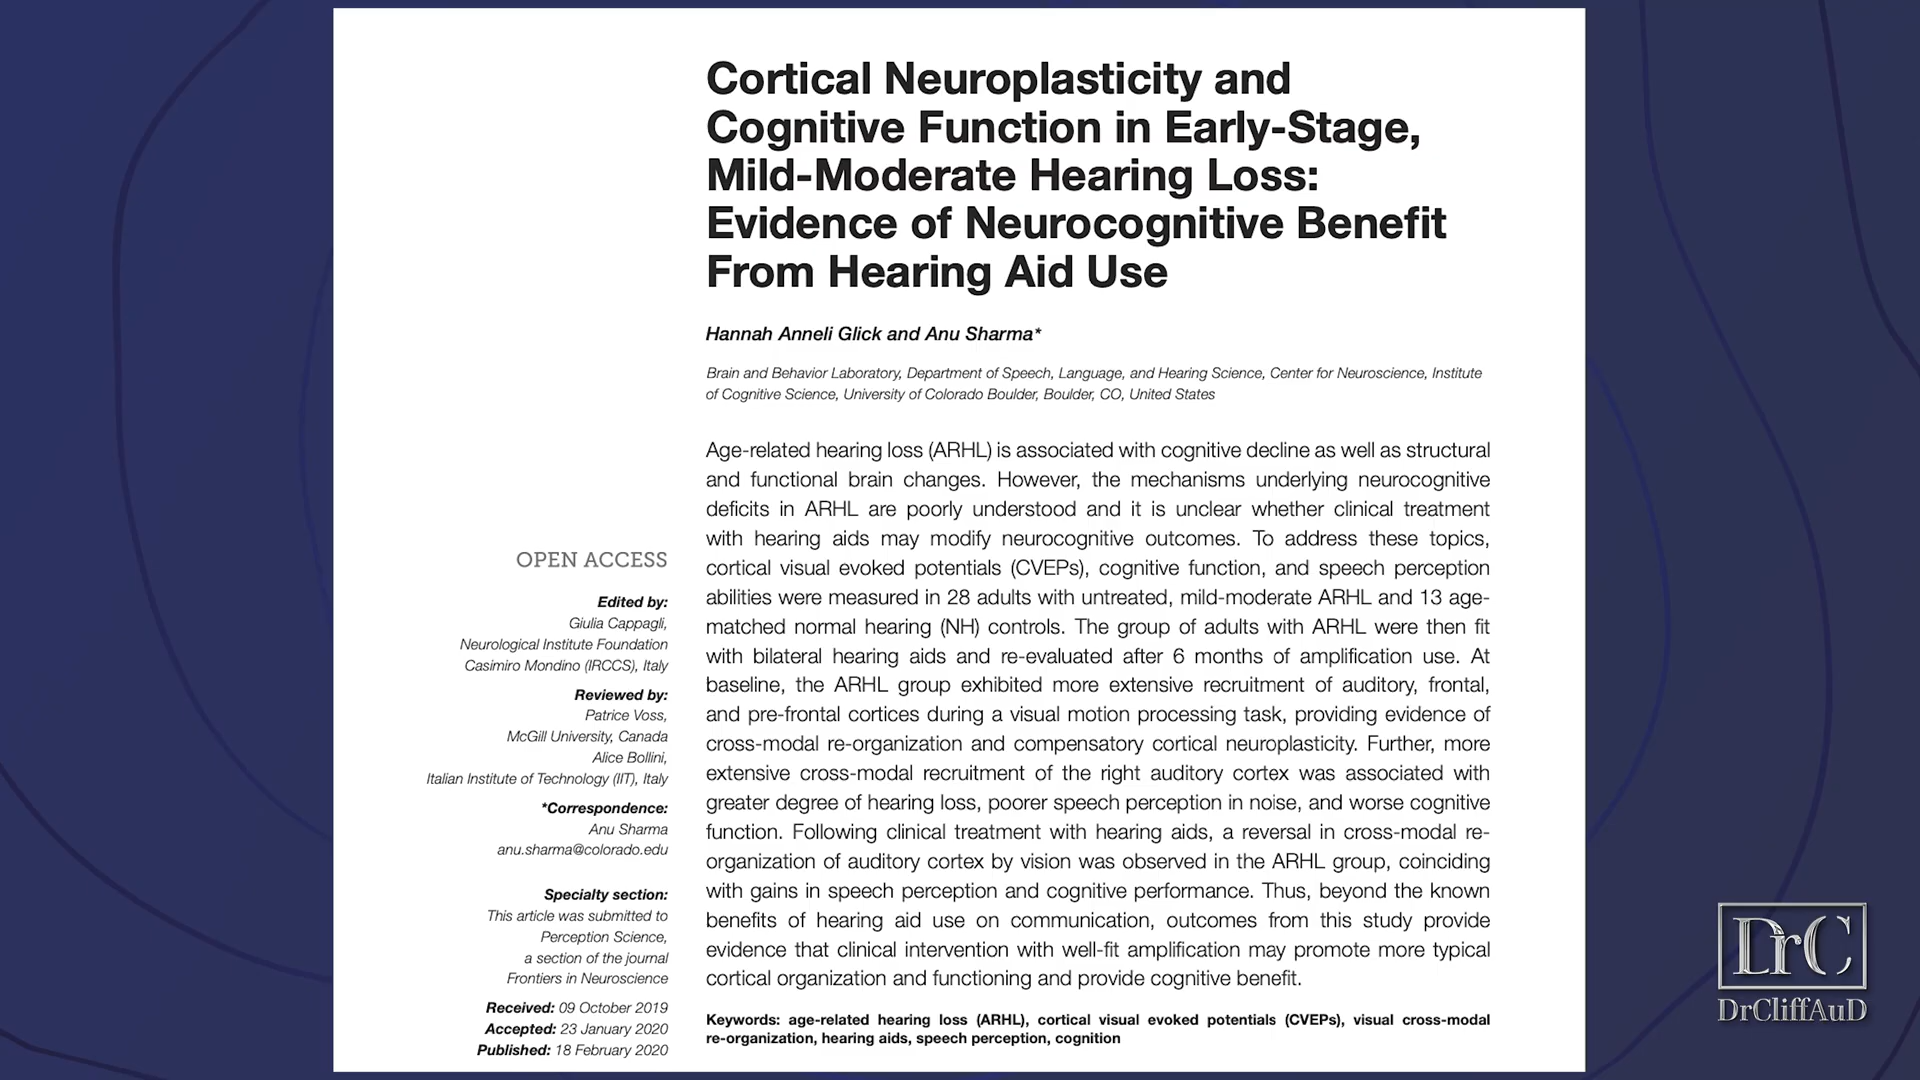 Cortical Neuroplasticity and
Cognitive Function in Early-Stage,
Mild-Moderate Hearing Loss:
Evidence of Neurocognitive Benefit
From Hearing Aid Use
Hannah Anneli Glick and Anu Sharma*
Brain and Behavior Laboratory, Department of Speech, Language, and Hearing Science, Center for Neuroscience, Institute
of Cognitive Science, University of Colorado Boulder, Boulder, CO, United States
Age-related hearing loss (ARHL) is associated with cognitive decline as well as structural
and functional brain changes. However, the mechanisms underlying neurocognitive
deficits in ARHL are poorly understood and it is unclear whether clinical treatment
with hearing aids may modify neurocognitive outcomes. To address these topics,
cortical visual evoked potentials (CVEPs), cognitive function, and speech perception
abilities were measured in 28 adults with untreated, mild-moderate ARHL and 13 age-
matched normal hearing (NH) controls. The group of adults with ARHL were then fit
with bilateral hearing aids and re-evaluated after 6 months of amplification use. At
baseline, the ARHL group exhibited more extensive recruitment of auditory, frontal,
and pre-frontal cortices during a visual motion processing task, providing evidence of
cross-modal re-organization and compensatory cortical neuroplasticity. Further, more
extensive cross-modal recruitment of the right auditory cortex was associated with
greater degree of hearing loss, poorer speech perception in noise, and worse cognitive
function. Following clinical treatment with hearing aids, a reversal in cross-modal re-
organization of auditory cortex by vision was observed in the ARHL group, coinciding
with gains in speech perception and cognitive performance. Thus, beyond the known
benefits of hearing aid use on communication, outcomes from this study provide
evidence that clinical intervention with well-fit amplification may promote more typical
cortical organization and functioning and provide cognitive benefit.
Keywords: age-related hearing loss (ARHL), cortical visual evoked potentials (CVEPs), visual cross-modal
re-organization, hearing aids, speech perception, cognition
OPEN ACCESS
Edited by:
Giulia Cappagli,
Neurological Institute Foundation
Casimiro Mondino (IRCCS), Italy
Reviewed by:
Patrice Voss,
McGill University, Canada
Alice Bollini,
Italian Institute of Technology (IIT), Italy
*Correspondence:
Anu Sharma
anu.sharma@colorado.edu
Specialty section:
This article was submitted to
Perception Science,
a section of the journal
Frontiers in Neuroscience
Received: 09 October 2019
Accepted: 23 January 2020
Published: 18 February 2020
DrC
DrCliffAuD